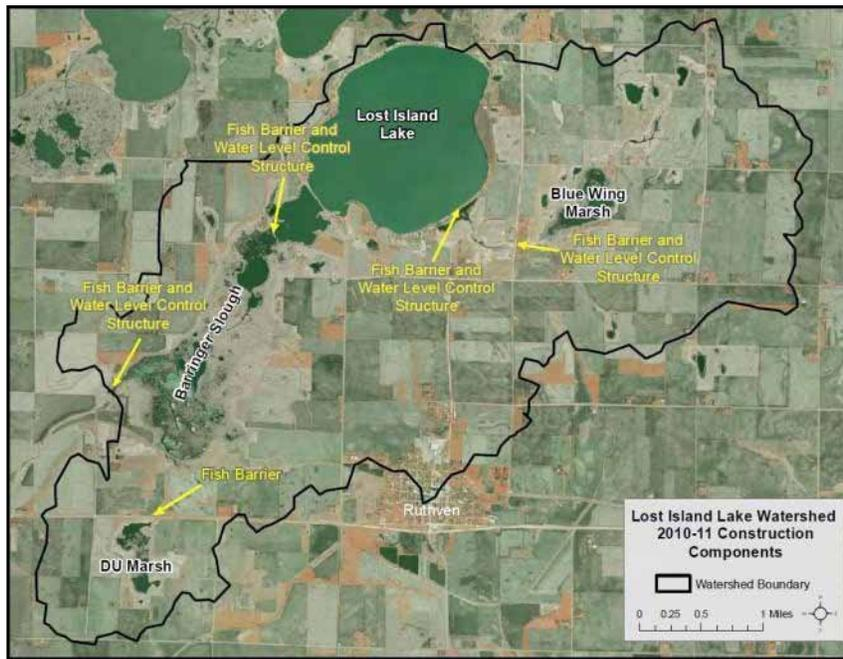 Lost Island
Lake
Fish Barrier and
Water Level Control
Structure
Blue Wing
Marsh
Fish Barrier and
Water Level Control
Structure
Fish Barrier and
Water Level Control
Structure
Fish Barrier and
Water Level Control
Structure
Barringer Slough
Fish Barrier
Ruthven
DU Marsh
Lost Island Lake Watershed
2010-11 Construction
Components
Watershed Boundary
0 0.25 0.5 1 Miles